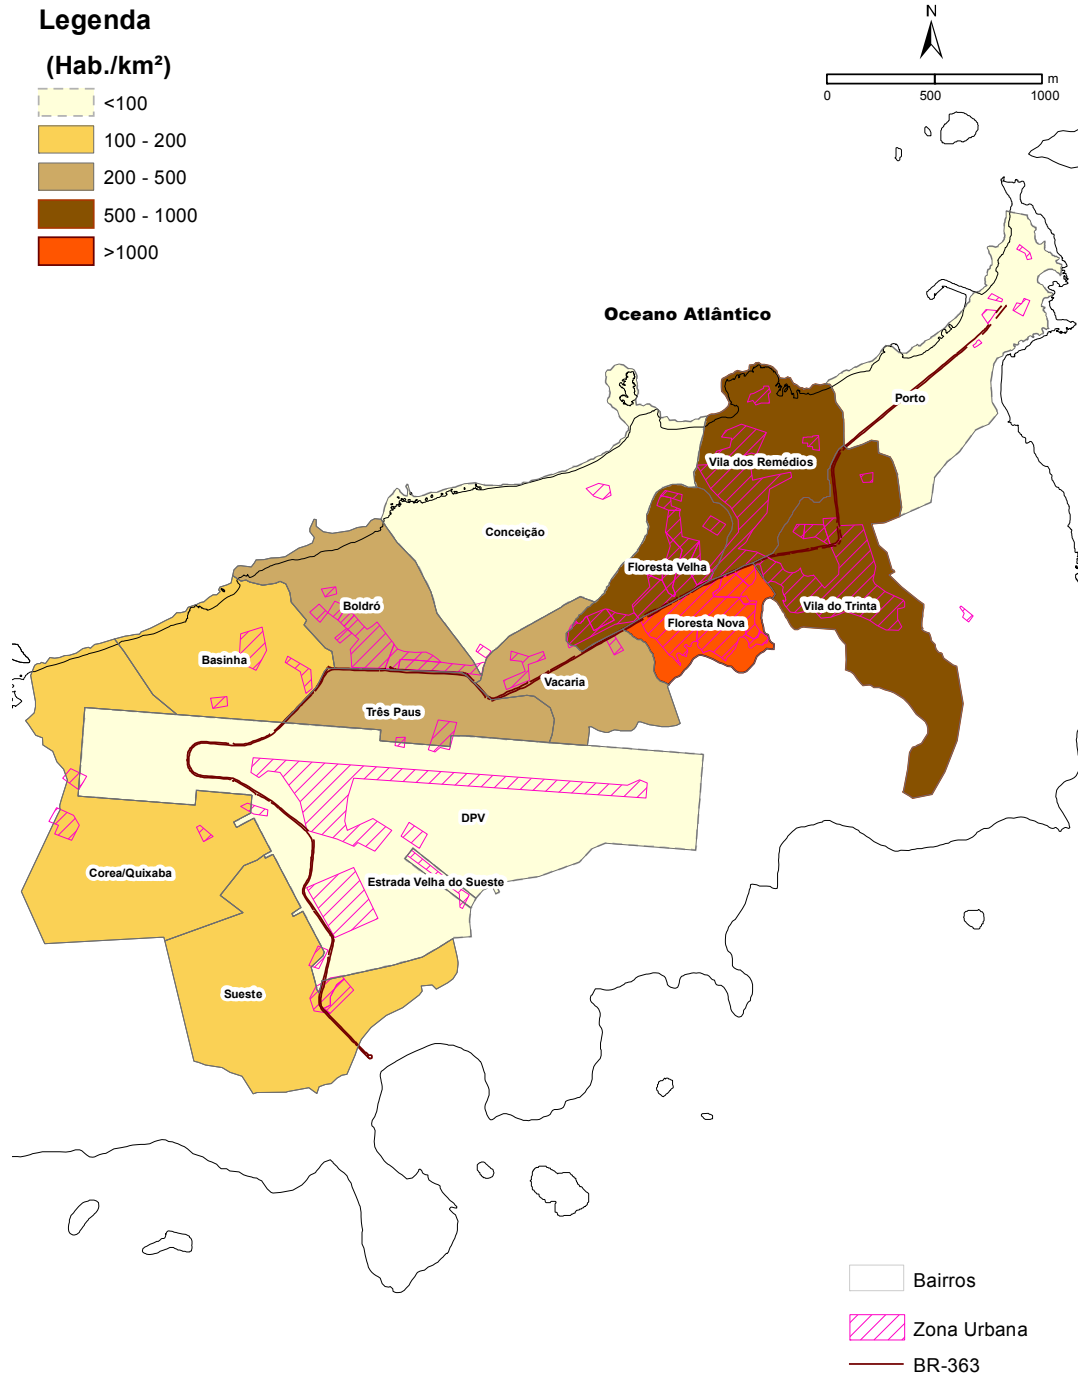 Legenda
(Hab./km²)
<100
100 - 200
200 - 500
500 - 1000
>1000
N
m
0 500 1000
Oceano Atlântico
Porto
Vila dos Remédios
Conceição
Floresta Velha
Boldró
Vila do Trinta
Floresta Nova
Basinha
Vacaria
Três Paus
DPV
Corea/Quixaba
Estrada Velha do Sueste
Sueste
Bairros
Zona Urbana
BR-363